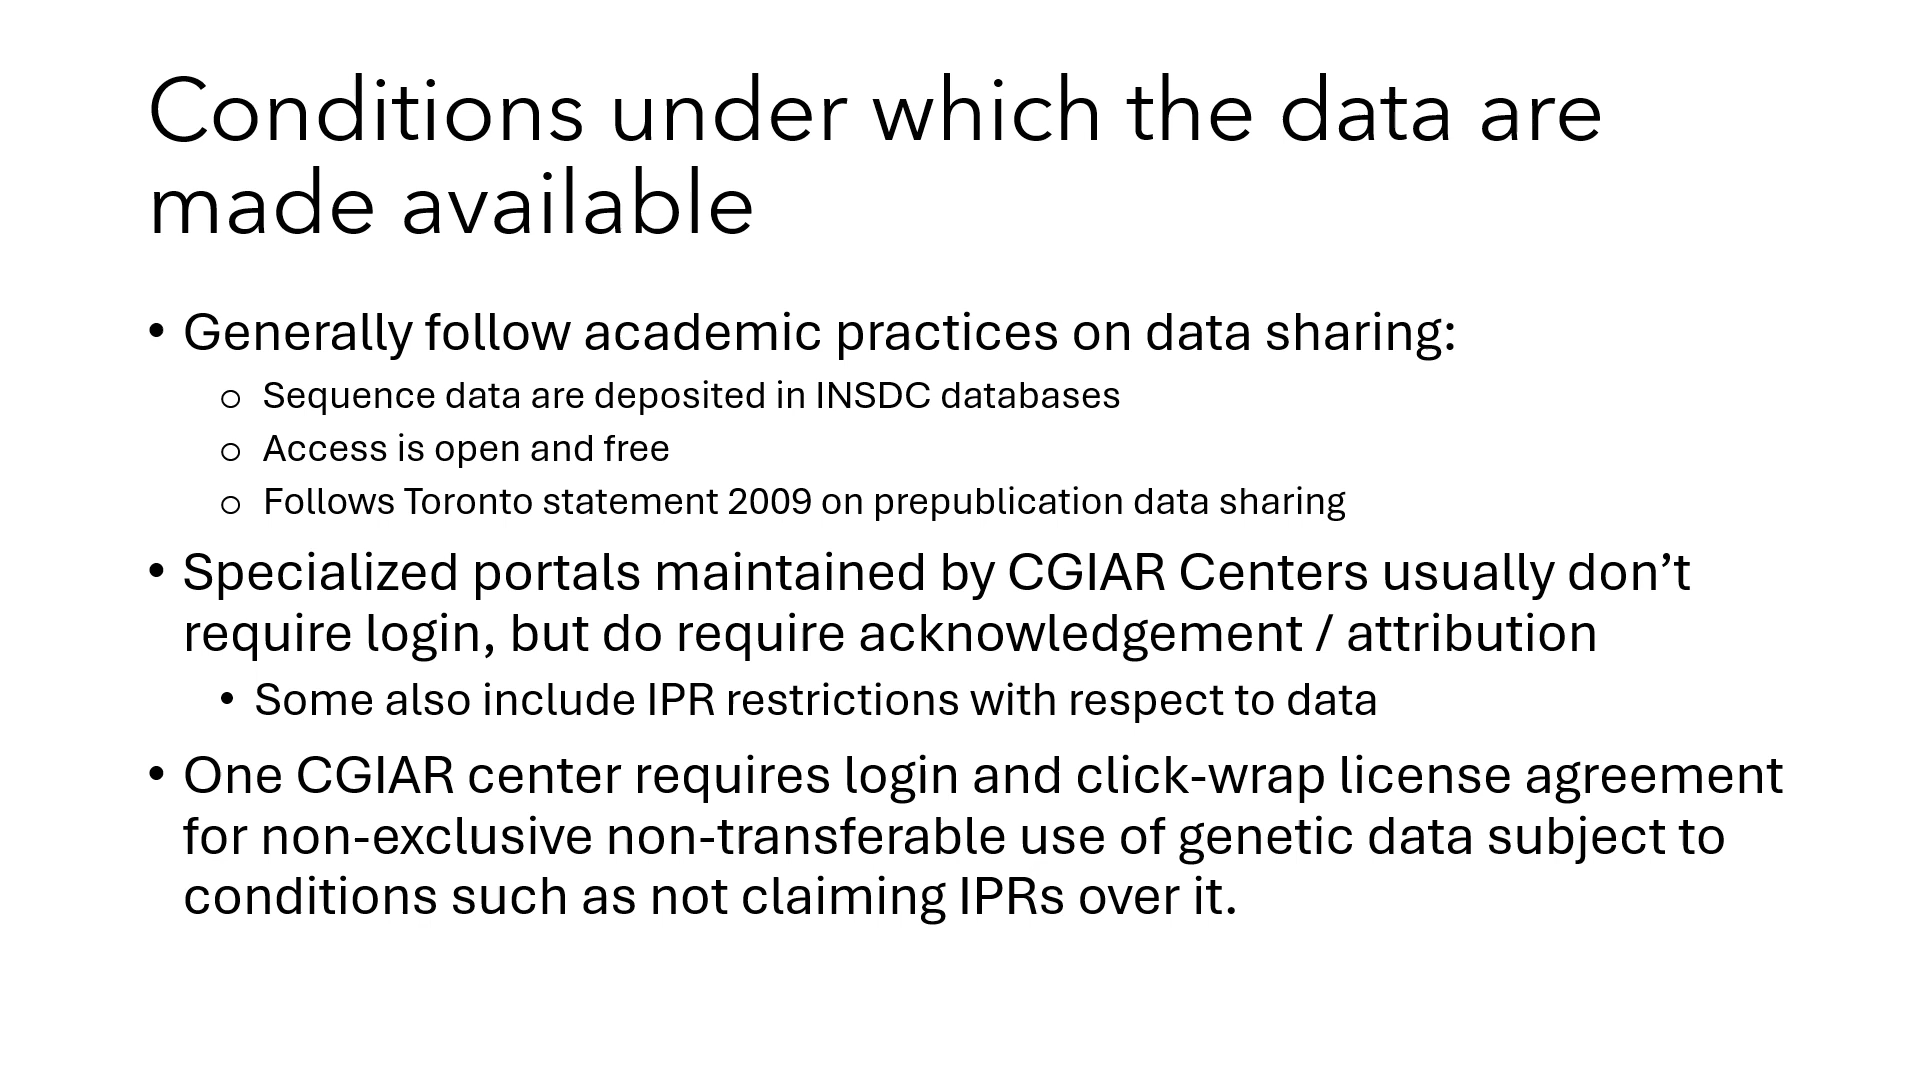 Conditions under which the data are
made available
• Generally follow academic practices on data sharing:
o Sequence data are deposited in INSDC databases
o Access is open and free
o Follows Toronto statement 2009 on prepublication data sharing
• Specialized portals maintained by CGIAR Centers usually don’t
require login, but do require acknowledgement / attribution
• Some also include IPR restrictions with respect to data
• One CGIAR center requires login and click-wrap license agreement
for non-exclusive non-transferable use of genetic data subject to
conditions such as not claiming IPRs over it.